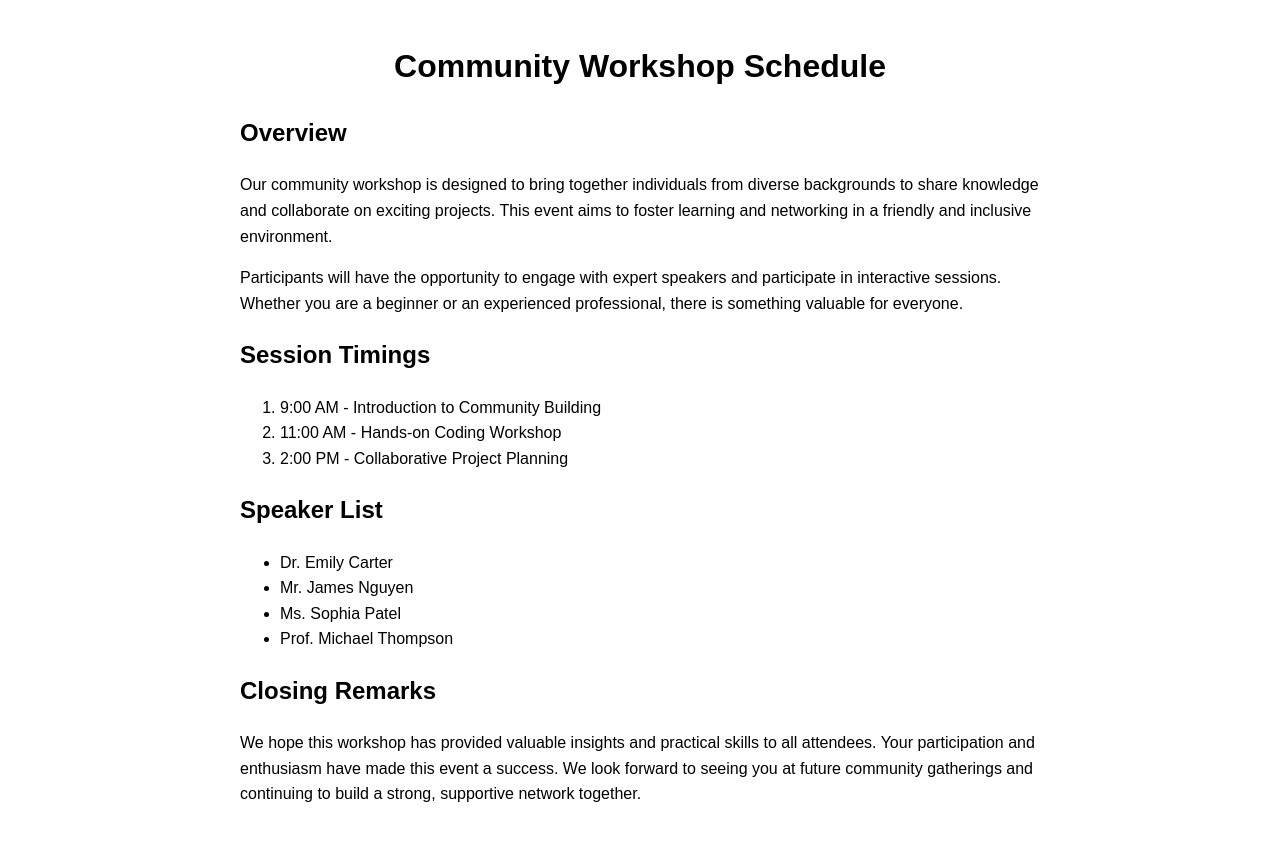 Community Workshop Schedule
Overview
Our community workshop is designed to bring together individuals from diverse backgrounds to share knowledge
and collaborate on exciting projects. This event aims to foster learning and networking in a friendly and inclusive
environment.
Participants will have the opportunity to engage with expert speakers and participate in interactive sessions.
Whether you are a beginner or an experienced professional, there is something valuable for everyone.
Session Timings
1. 9:00 AM - Introduction to Community Building
2. 11:00 AM - Hands-on Coding Workshop
3. 2:00 PM - Collaborative Project Planning
Speaker List
• Dr. Emily Carter
• Mr. James Nguyen
• Ms. Sophia Patel
• Prof. Michael Thompson
Closing Remarks
We hope this workshop has provided valuable insights and practical skills to all attendees. Your participation and
enthusiasm have made this event a success. We look forward to seeing you at future community gatherings and
continuing to build a strong, supportive network together.